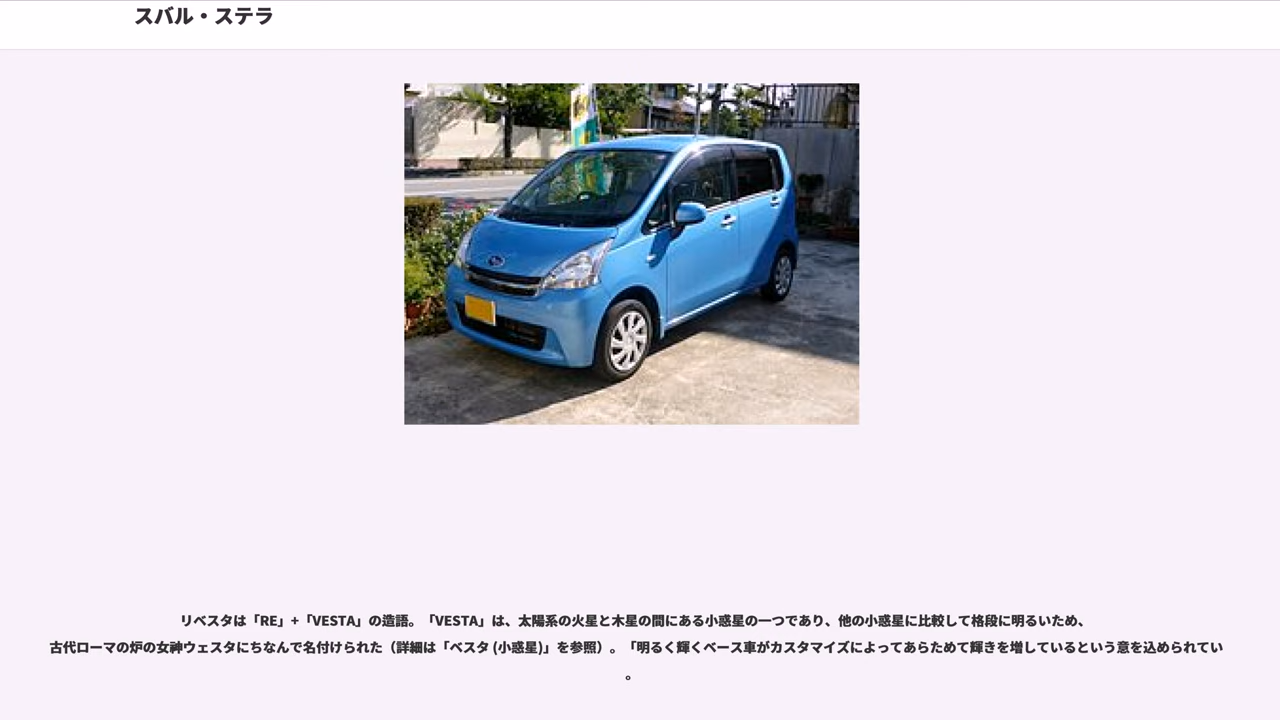 スバル・ステラ
リベスタは「RE」+「VESTA」の造語。「VESTA」は、太陽系の火星と木星の間にある小惑星の一つであり、他の小惑星に比較して格段に明るいため、
古代ローマの炉の女神ウェスタにちなんで名付けられた（詳細は「ベスタ (小惑星)」を参照）。「明るく輝くベース車がカスタマイズによってあらためて輝きを増しているという意を込められてい
。